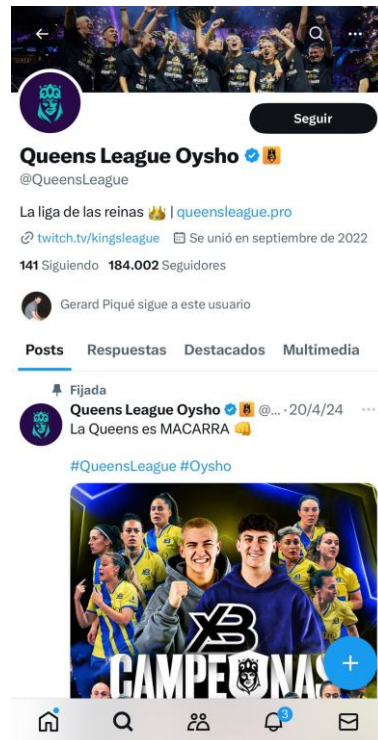 Seguir
Queens League Oysho
@QueensLeague
La liga de las reinas 👑 | queensleague.pro
twitch.tv/kingsleague Se unió en septiembre de 2022
141 Siguiendo 184.002 Seguidores
Gerard Piqué sigue a este usuario
Posts Respuestas Destacados Multimedia
Fijada
Queens League Oysho @... · 20/4/24
La Queens es MACARRA 👊
#QueensLeague #Oysho
XB
CAMPEONAS
3